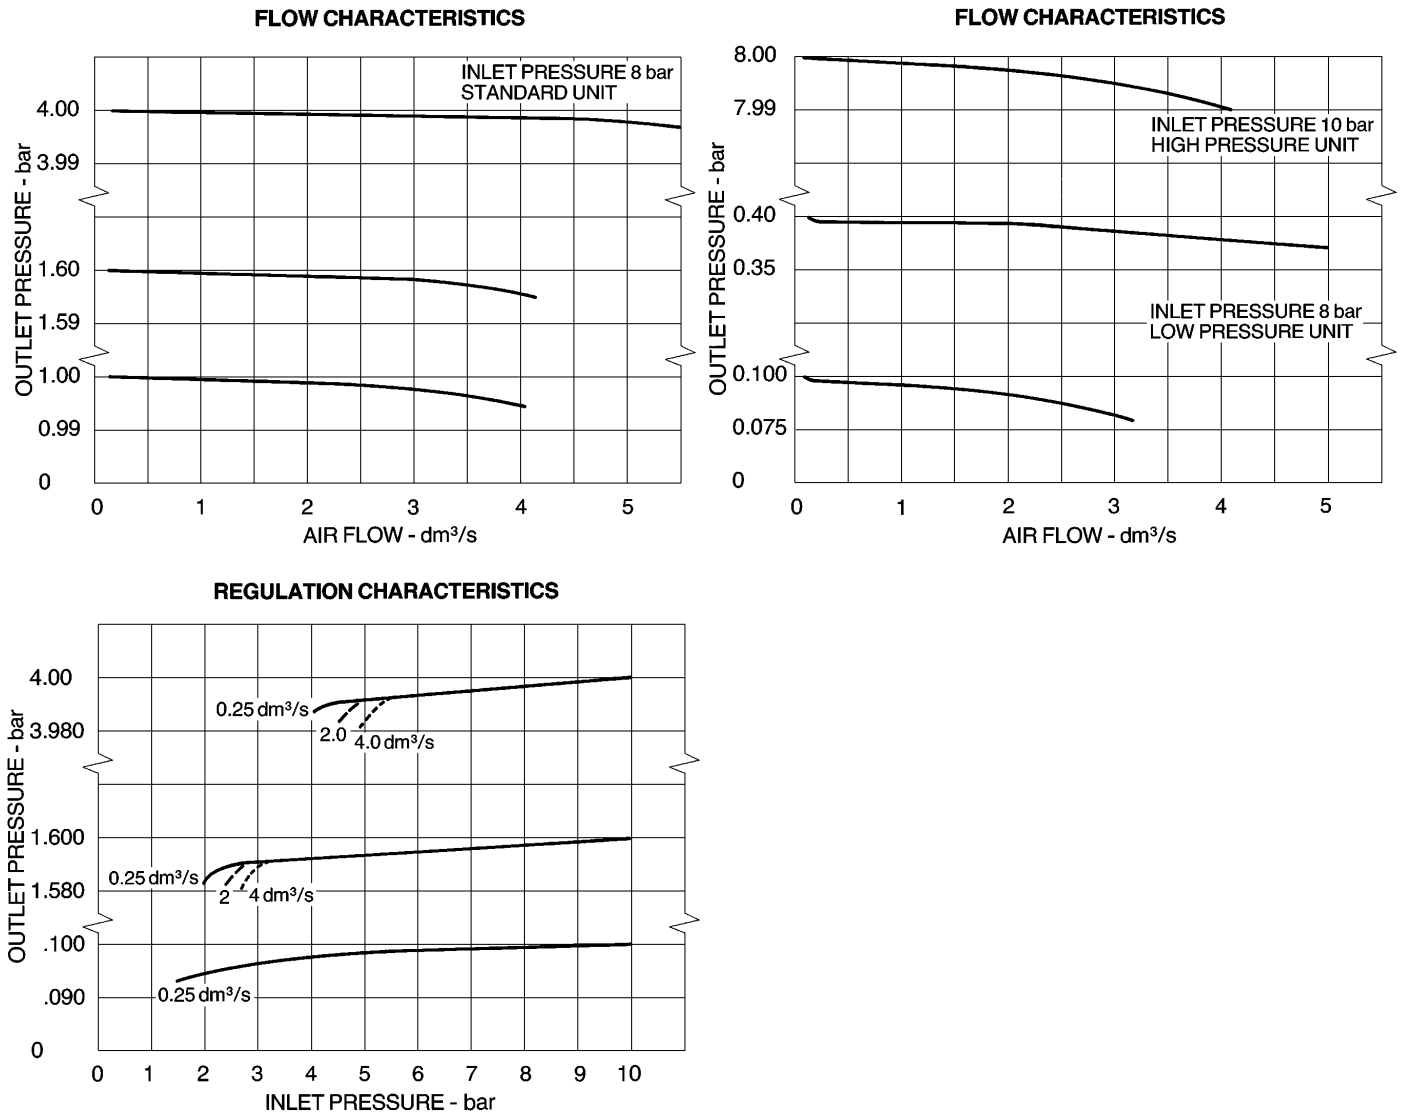 FLOW CHARACTERISTICS
INLET PRESSURE 8 bar
STANDARD UNIT
4.00
3.99
1.60
1.59
1.00
0.99
0
OUTLET PRESSURE - bar
0 1 2 3 4 5
AIR FLOW - dm³/s
FLOW CHARACTERISTICS
8.00
7.99
INLET PRESSURE 10 bar
HIGH PRESSURE UNIT
0.40
0.35
INLET PRESSURE 8 bar
LOW PRESSURE UNIT
0.100
0.075
0
OUTLET PRESSURE - bar
0 1 2 3 4 5
AIR FLOW - dm³/s
REGULATION CHARACTERISTICS
4.00
0.25 dm³/s
3.980
2.0
4.0 dm³/s
1.600
0.25 dm³/s
1.580
2
4 dm³/s
.100
0.25 dm³/s
.090
0
OUTLET PRESSURE - bar
0 1 2 3 4 5 6 7 8 9 10
INLET PRESSURE - bar